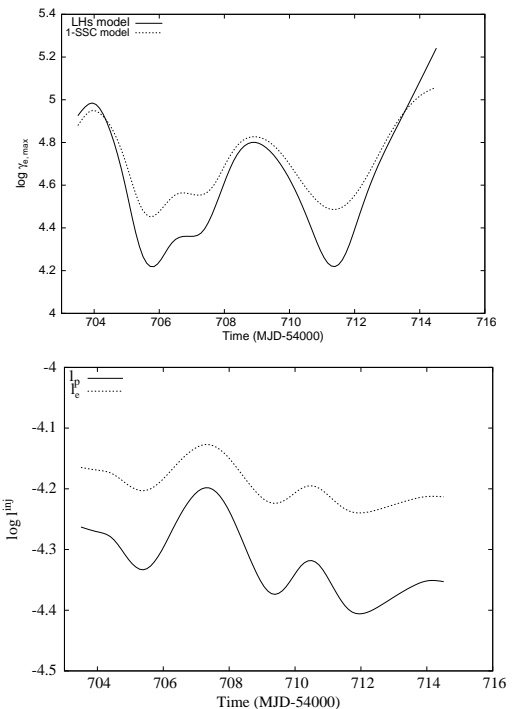 LHs model
1-SSC model
5.4
5.2
5
4.8
4.6
4.4
4.2
4
log γe,max
704 706 708 710 712 714 716
Time (MJD-54000)
lp
le
-4
-4.1
-4.2
-4.3
-4.4
-4.5
log linj
704 706 708 710 712 714 716
Time (MJD-54000)